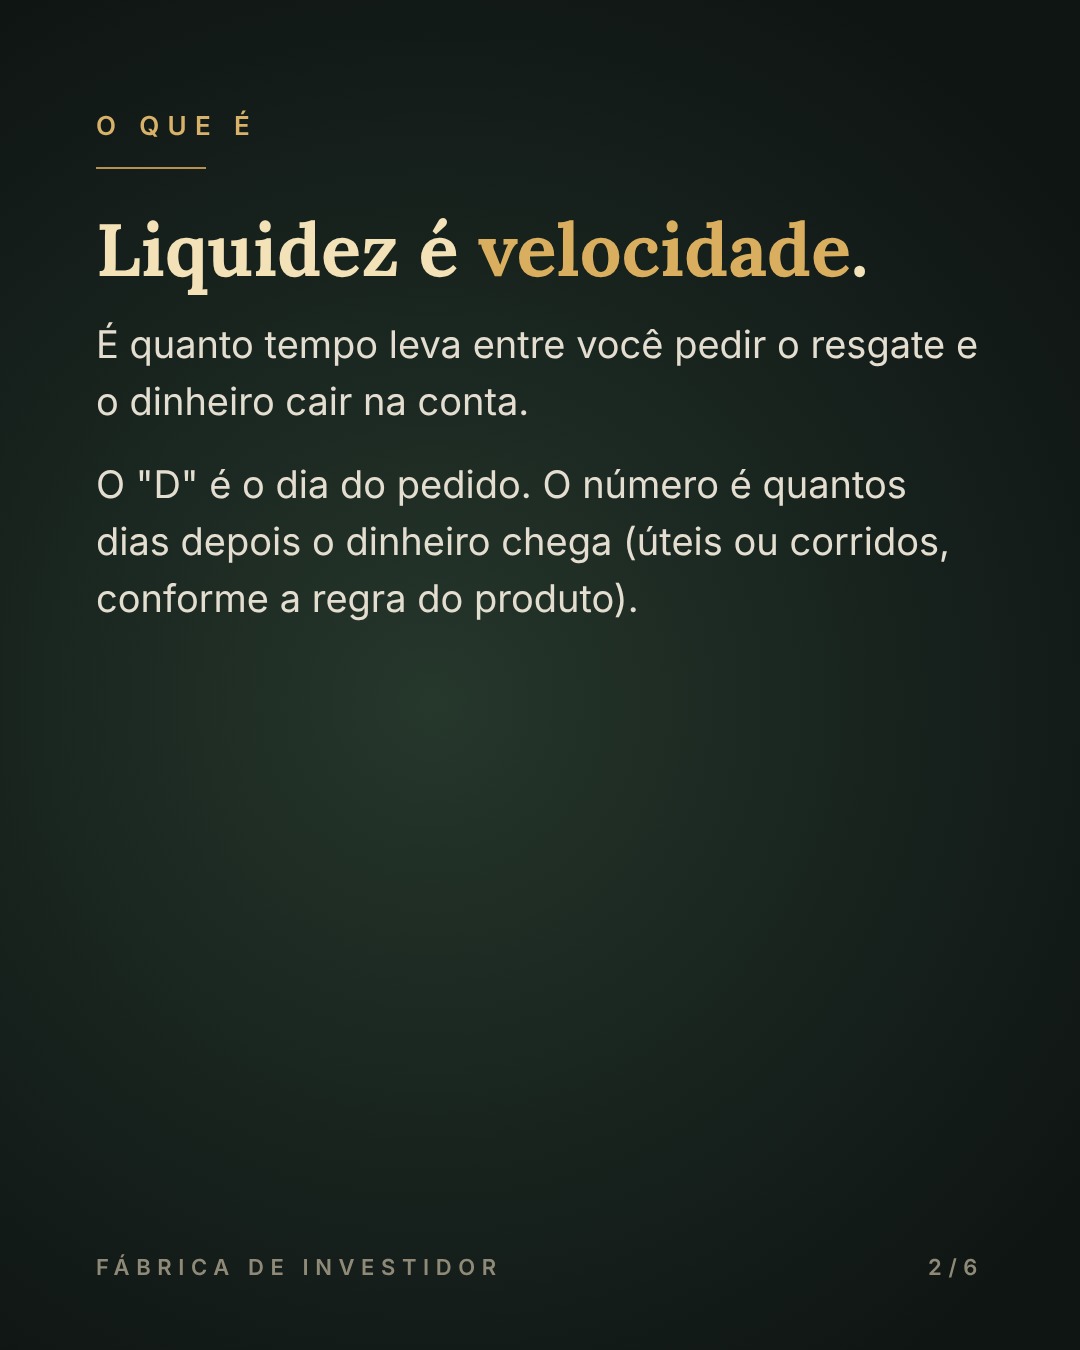 O QUE É
Liquidez é velocidade.
É quanto tempo leva entre você pedir o resgate e
o dinheiro cair na conta.
O "D" é o dia do pedido. O número é quantos
dias depois o dinheiro chega (úteis ou corridos,
conforme a regra do produto).
FÁBRICA DE INVESTIDOR
2/6